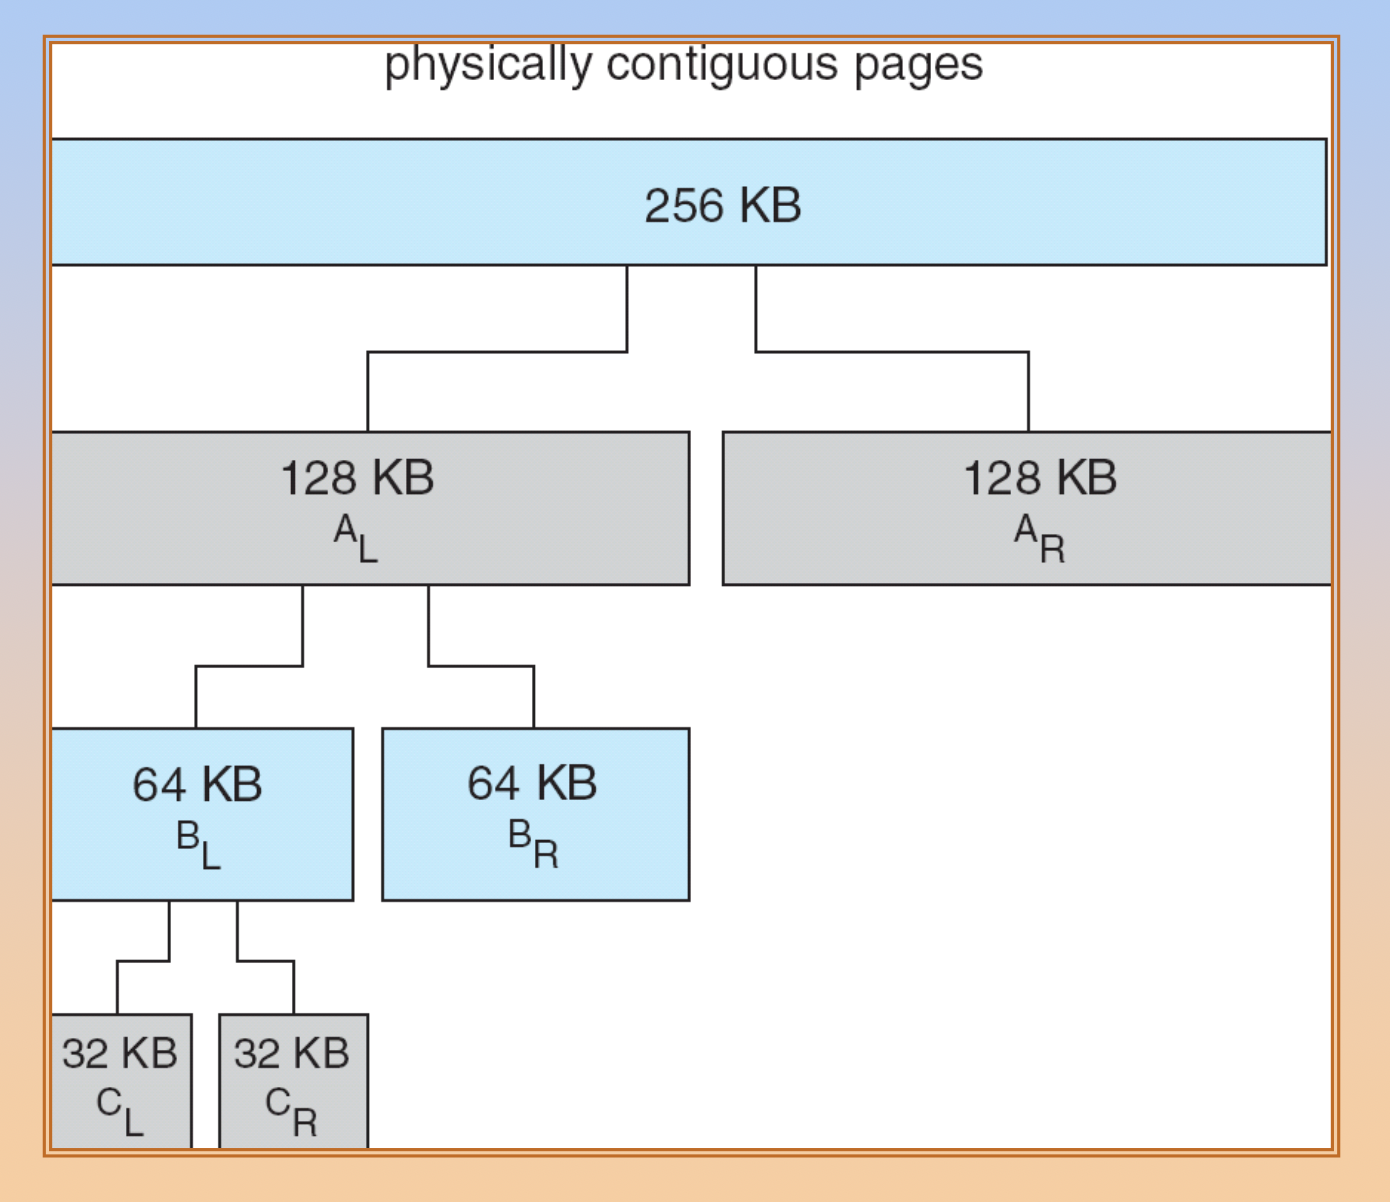 physically contiguous pages
256 KB
128 KB
A_L
128 KB
A_R
64 KB
B_L
64 KB
B_R
32 KB
C_L
32 KB
C_R